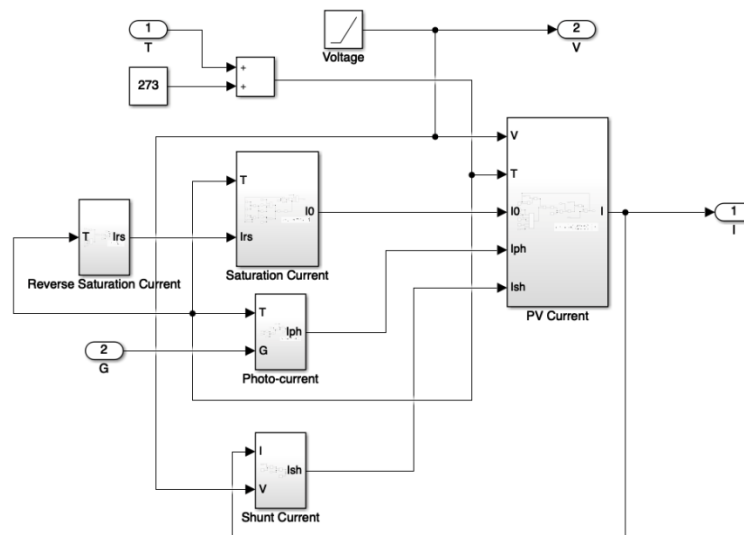 1
T
273
+
+
Voltage
2
V
T
Irs
Reverse Saturation Current
T
Irs
I0
Saturation Current
V
T
I0
Iph
Ish
I
PV Current
1
I
2
G
T
G
Iph
Photo-current
I
V
Ish
Shunt Current